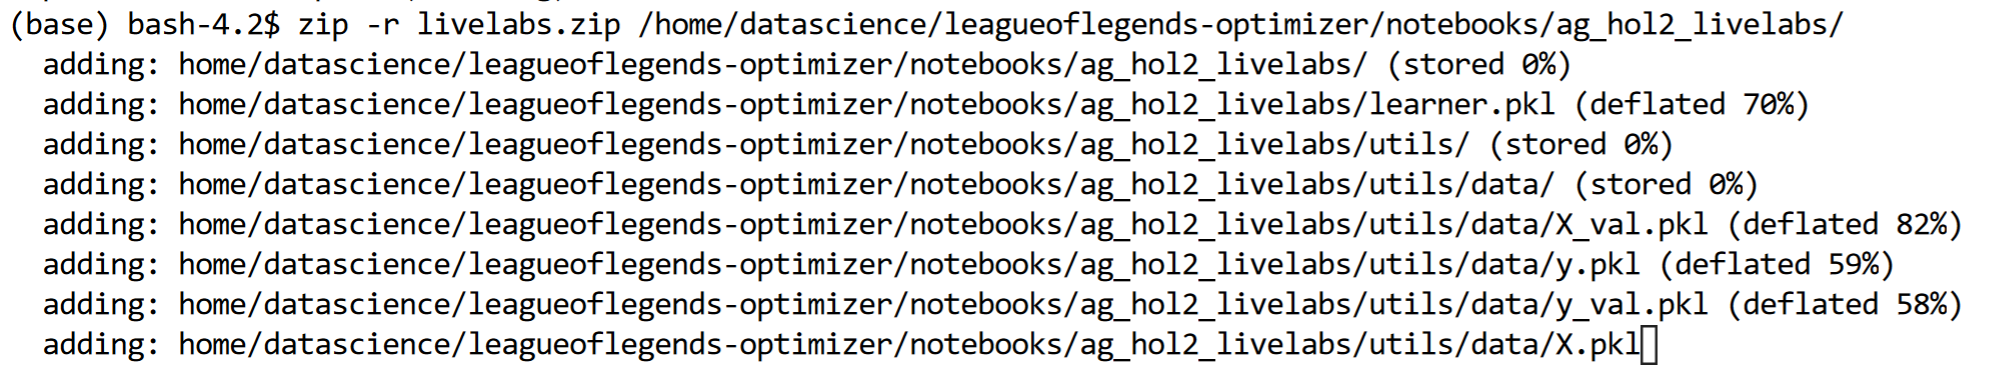 (base) bash-4.2$ zip -r livelabs.zip /home/datascience/leagueoflegends-optimizer/notebooks/ag_hol2_livelabs/
adding: home/datascience/leagueoflegends-optimizer/notebooks/ag_hol2_livelabs/ (stored 0%)
adding: home/datascience/leagueoflegends-optimizer/notebooks/ag_hol2_livelabs/learner.pkl (deflated 70%)
adding: home/datascience/leagueoflegends-optimizer/notebooks/ag_hol2_livelabs/utils/ (stored 0%)
adding: home/datascience/leagueoflegends-optimizer/notebooks/ag_hol2_livelabs/utils/data/ (stored 0%)
adding: home/datascience/leagueoflegends-optimizer/notebooks/ag_hol2_livelabs/utils/data/X_val.pkl (deflated 82%)
adding: home/datascience/leagueoflegends-optimizer/notebooks/ag_hol2_livelabs/utils/data/y.pkl (deflated 59%)
adding: home/datascience/leagueoflegends-optimizer/notebooks/ag_hol2_livelabs/utils/data/y_val.pkl (deflated 58%)
adding: home/datascience/leagueoflegends-optimizer/notebooks/ag_hol2_livelabs/utils/data/X.pkl